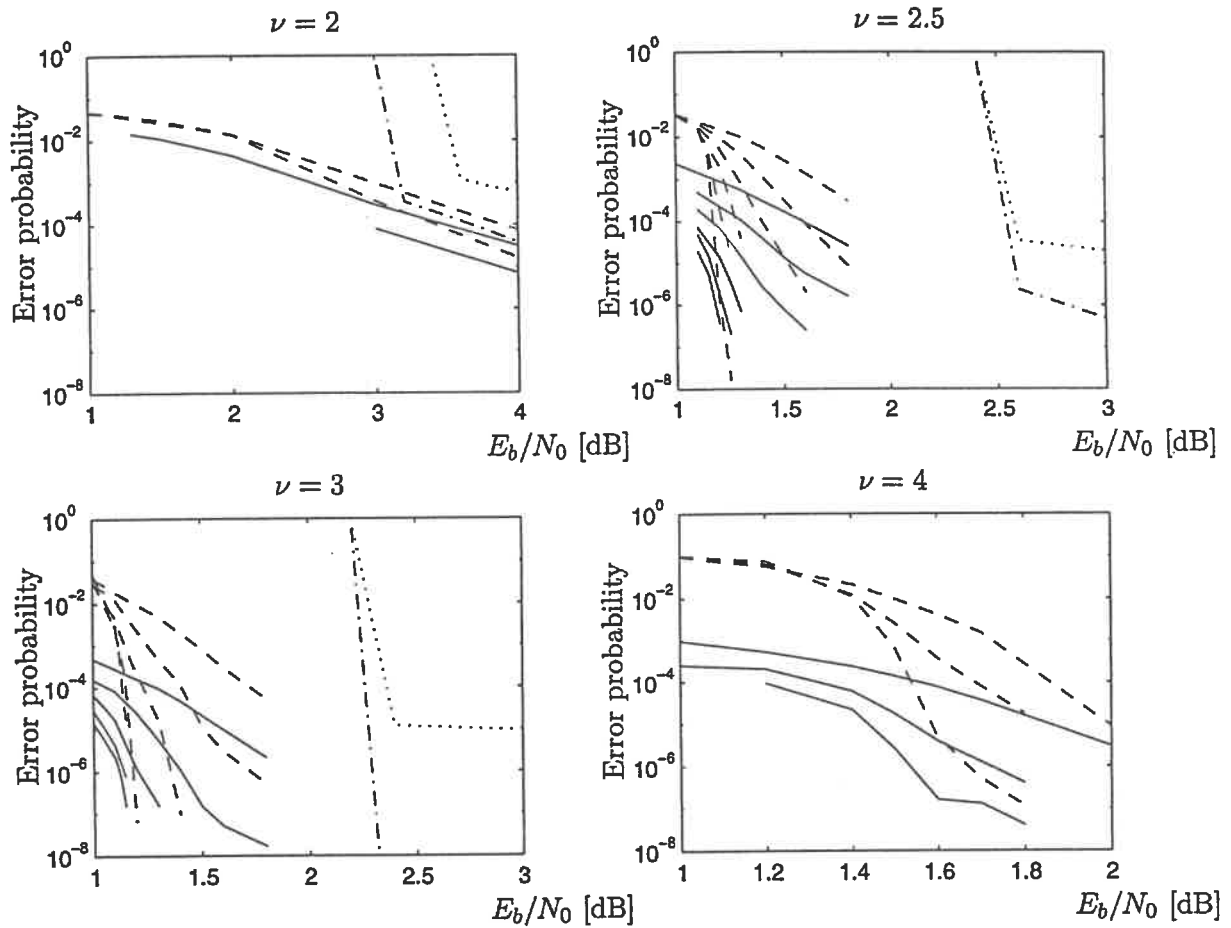 ν = 2
10^0
10^-2
10^-4
10^-6
10^-8
Error probability
1 2 3 4
E_b/N_0 [dB]
ν = 2.5
10^0
10^-2
10^-4
10^-6
10^-8
Error probability
1 1.5 2 2.5 3
E_b/N_0 [dB]
ν = 3
10^0
10^-2
10^-4
10^-6
10^-8
Error probability
1 1.5 2 2.5 3
E_b/N_0 [dB]
ν = 4
10^0
10^-2
10^-4
10^-6
10^-8
Error probability
1 1.2 1.4 1.6 1.8 2
E_b/N_0 [dB]